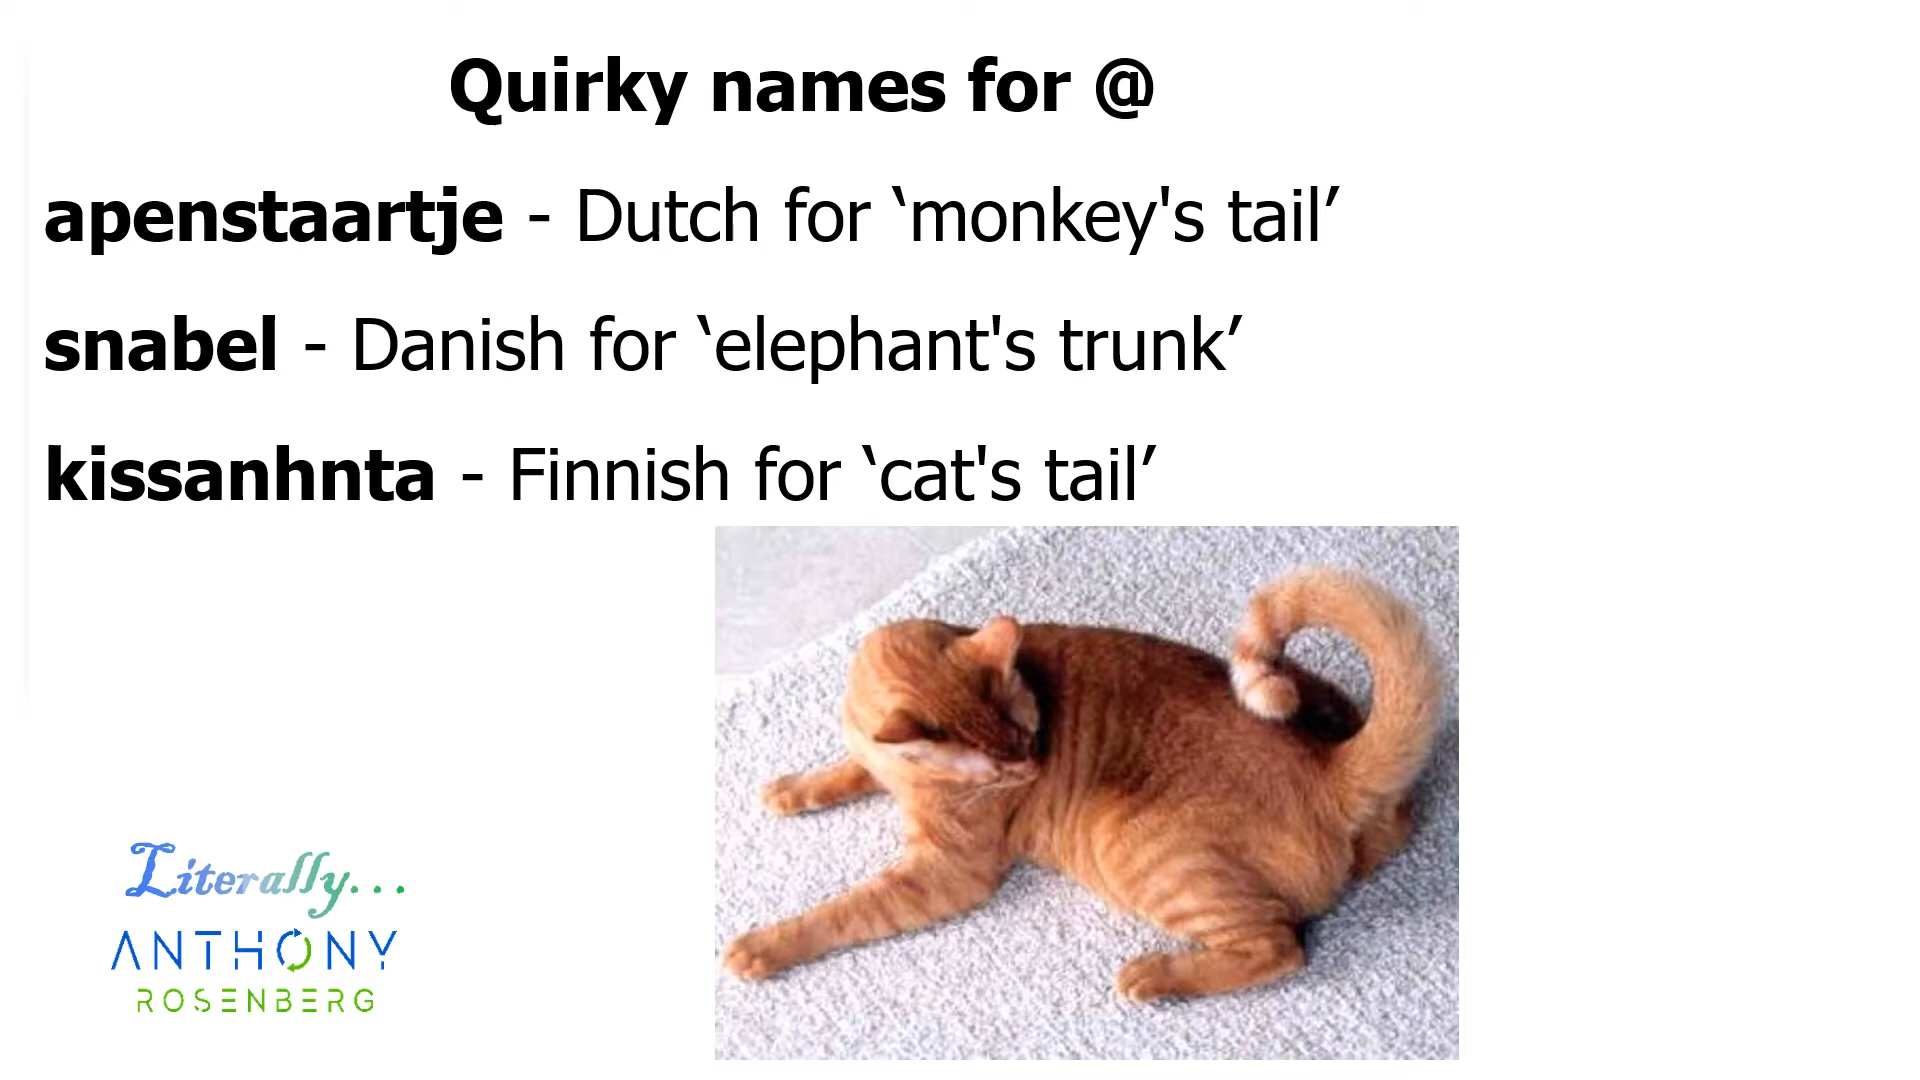 Quirky names for @
apenstaartje - Dutch for ‘monkey's tail’
snabel - Danish for ‘elephant's trunk’
kissanhnta - Finnish for ‘cat's tail’
Literally...
ANTHONY
ROSENBERG